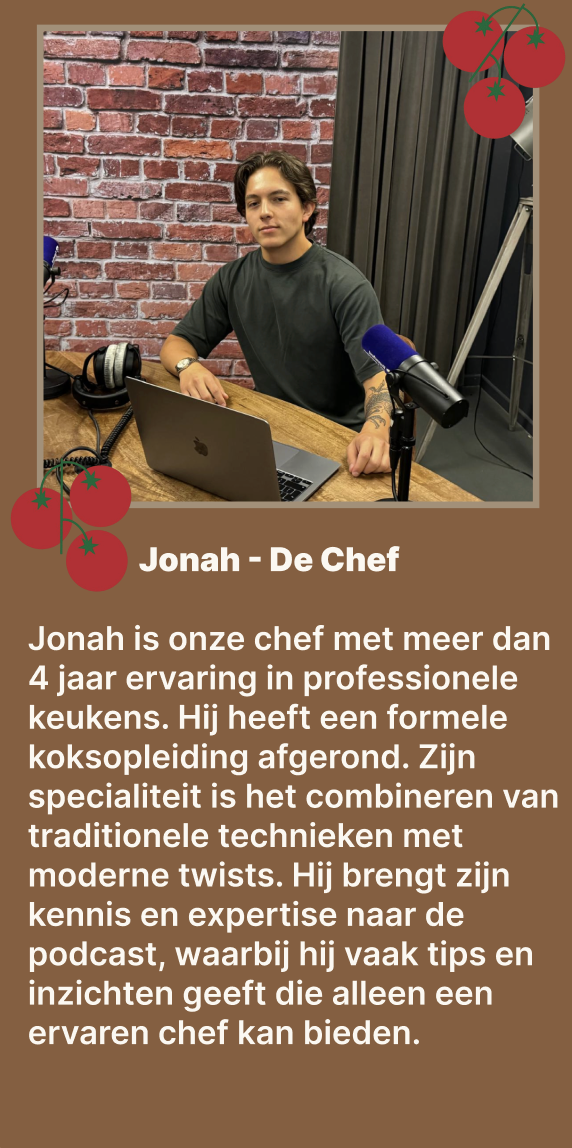 Jonah - De Chef
Jonah is onze chef met meer dan
4 jaar ervaring in professionele
keukens. Hij heeft een formele
koksopleiding afgerond. Zijn
specialiteit is het combineren van
traditionele technieken met
moderne twists. Hij brengt zijn
kennis en expertise naar de
podcast, waarbij hij vaak tips en
inzichten geeft die alleen een
ervaren chef kan bieden.